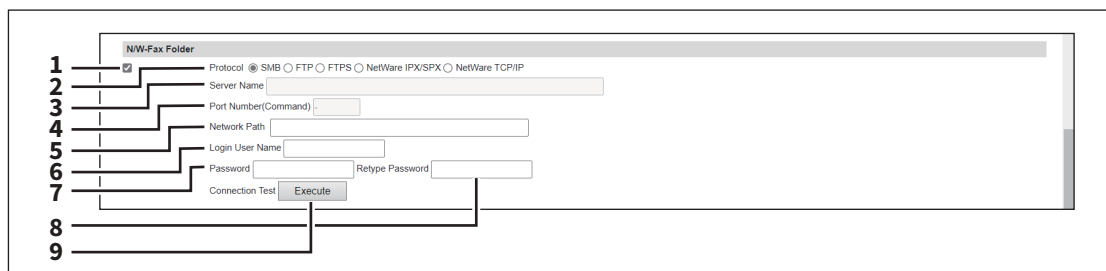 N/W-Fax Folder
1
2 Protocol SMB FTP FTPS NetWare IPX/SPX NetWare TCP/IP
3 Server Name
4 Port Number(Command) -
5 Network Path
6 Login User Name
7 Password Retype Password
Connection Test Execute
8
9